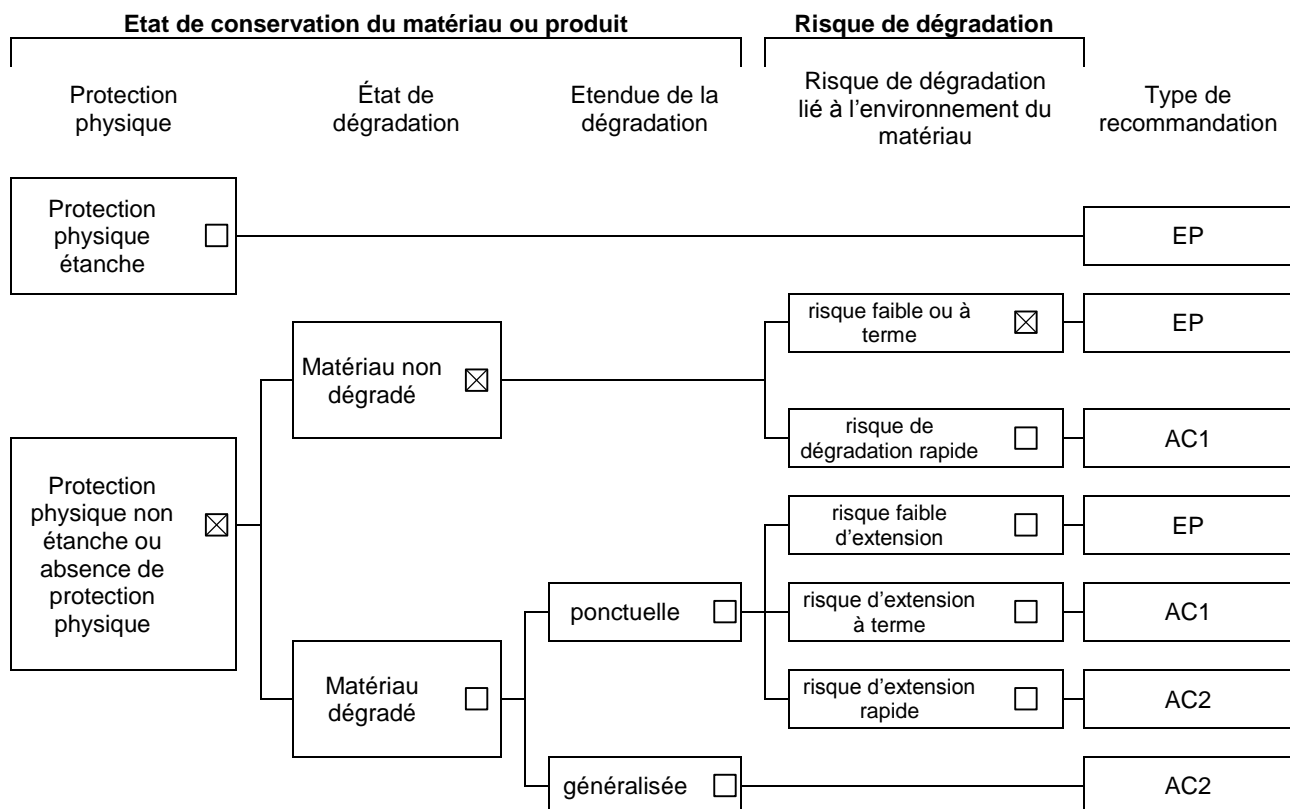 Etat de conservation du matériau ou produit
Risque de dégradation
Protection
physique
État de
dégradation
Etendue de la
dégradation
Risque de dégradation
lié à l'environnement du
matériau
Type de
recommandation
Protection
physique
étanche
EP
risque faible ou à
terme
EP
Matériau non
dégradé
risque de
dégradation rapide
AC1
Protection
physique non
étanche ou
absence de
protection
physique
risque faible
d'extension
EP
ponctuelle
risque d'extension
à terme
AC1
Matériau
dégradé
risque d'extension
rapide
AC2
généralisée
AC2